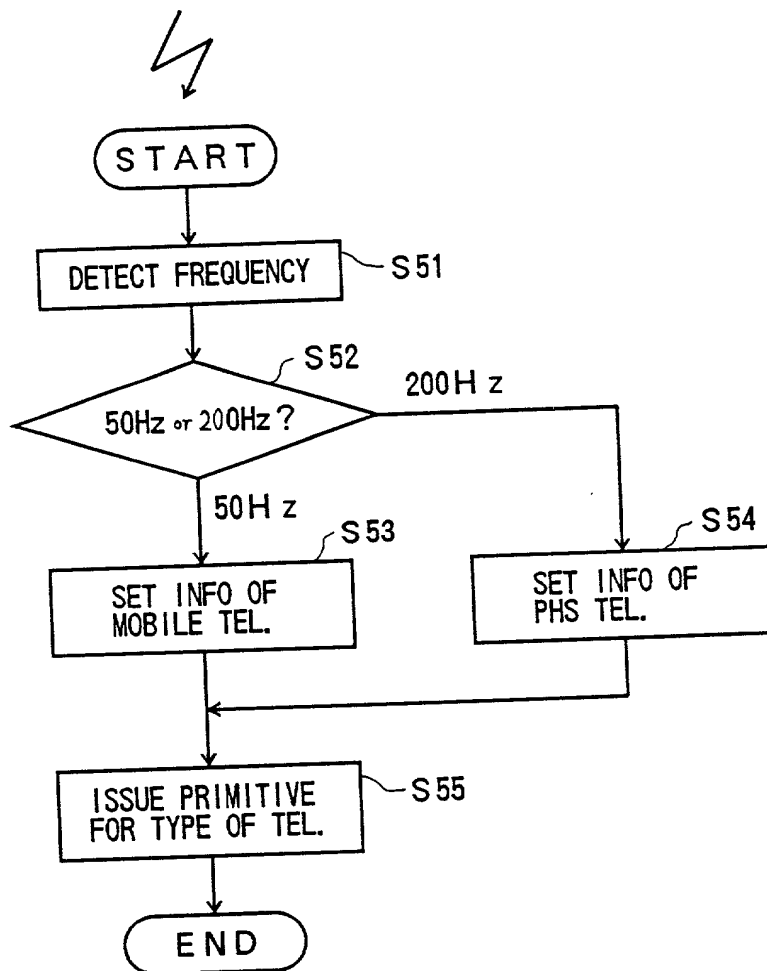 START
DETECT FREQUENCY
S51
S52
50Hz or 200Hz?
200Hz
50Hz
S53
SET INFO OF
MOBILE TEL.
S54
SET INFO OF
PHS TEL.
ISSUE PRIMITIVE
FOR TYPE OF TEL.
S55
END